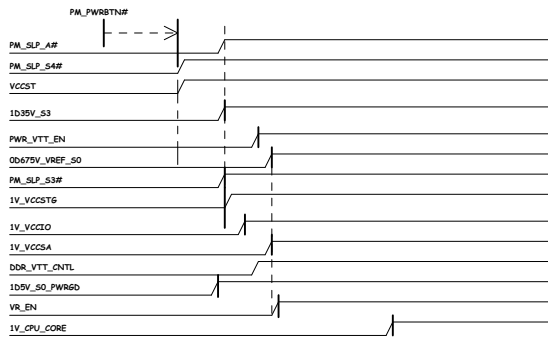 PM_PWRBTN#
PM_SLP_A#
PM_SLP_S4#
VCCST
1D35V_S3
PWR_VTT_EN
0D675V_VREF_S0
PM_SLP_S3#
1V_VCCSTG
1V_VCCIO
1V_VCCSA
DDR_VTT_CNTL
1D5V_S0_PWRGD
VR_EN
1V_CPU_CORE